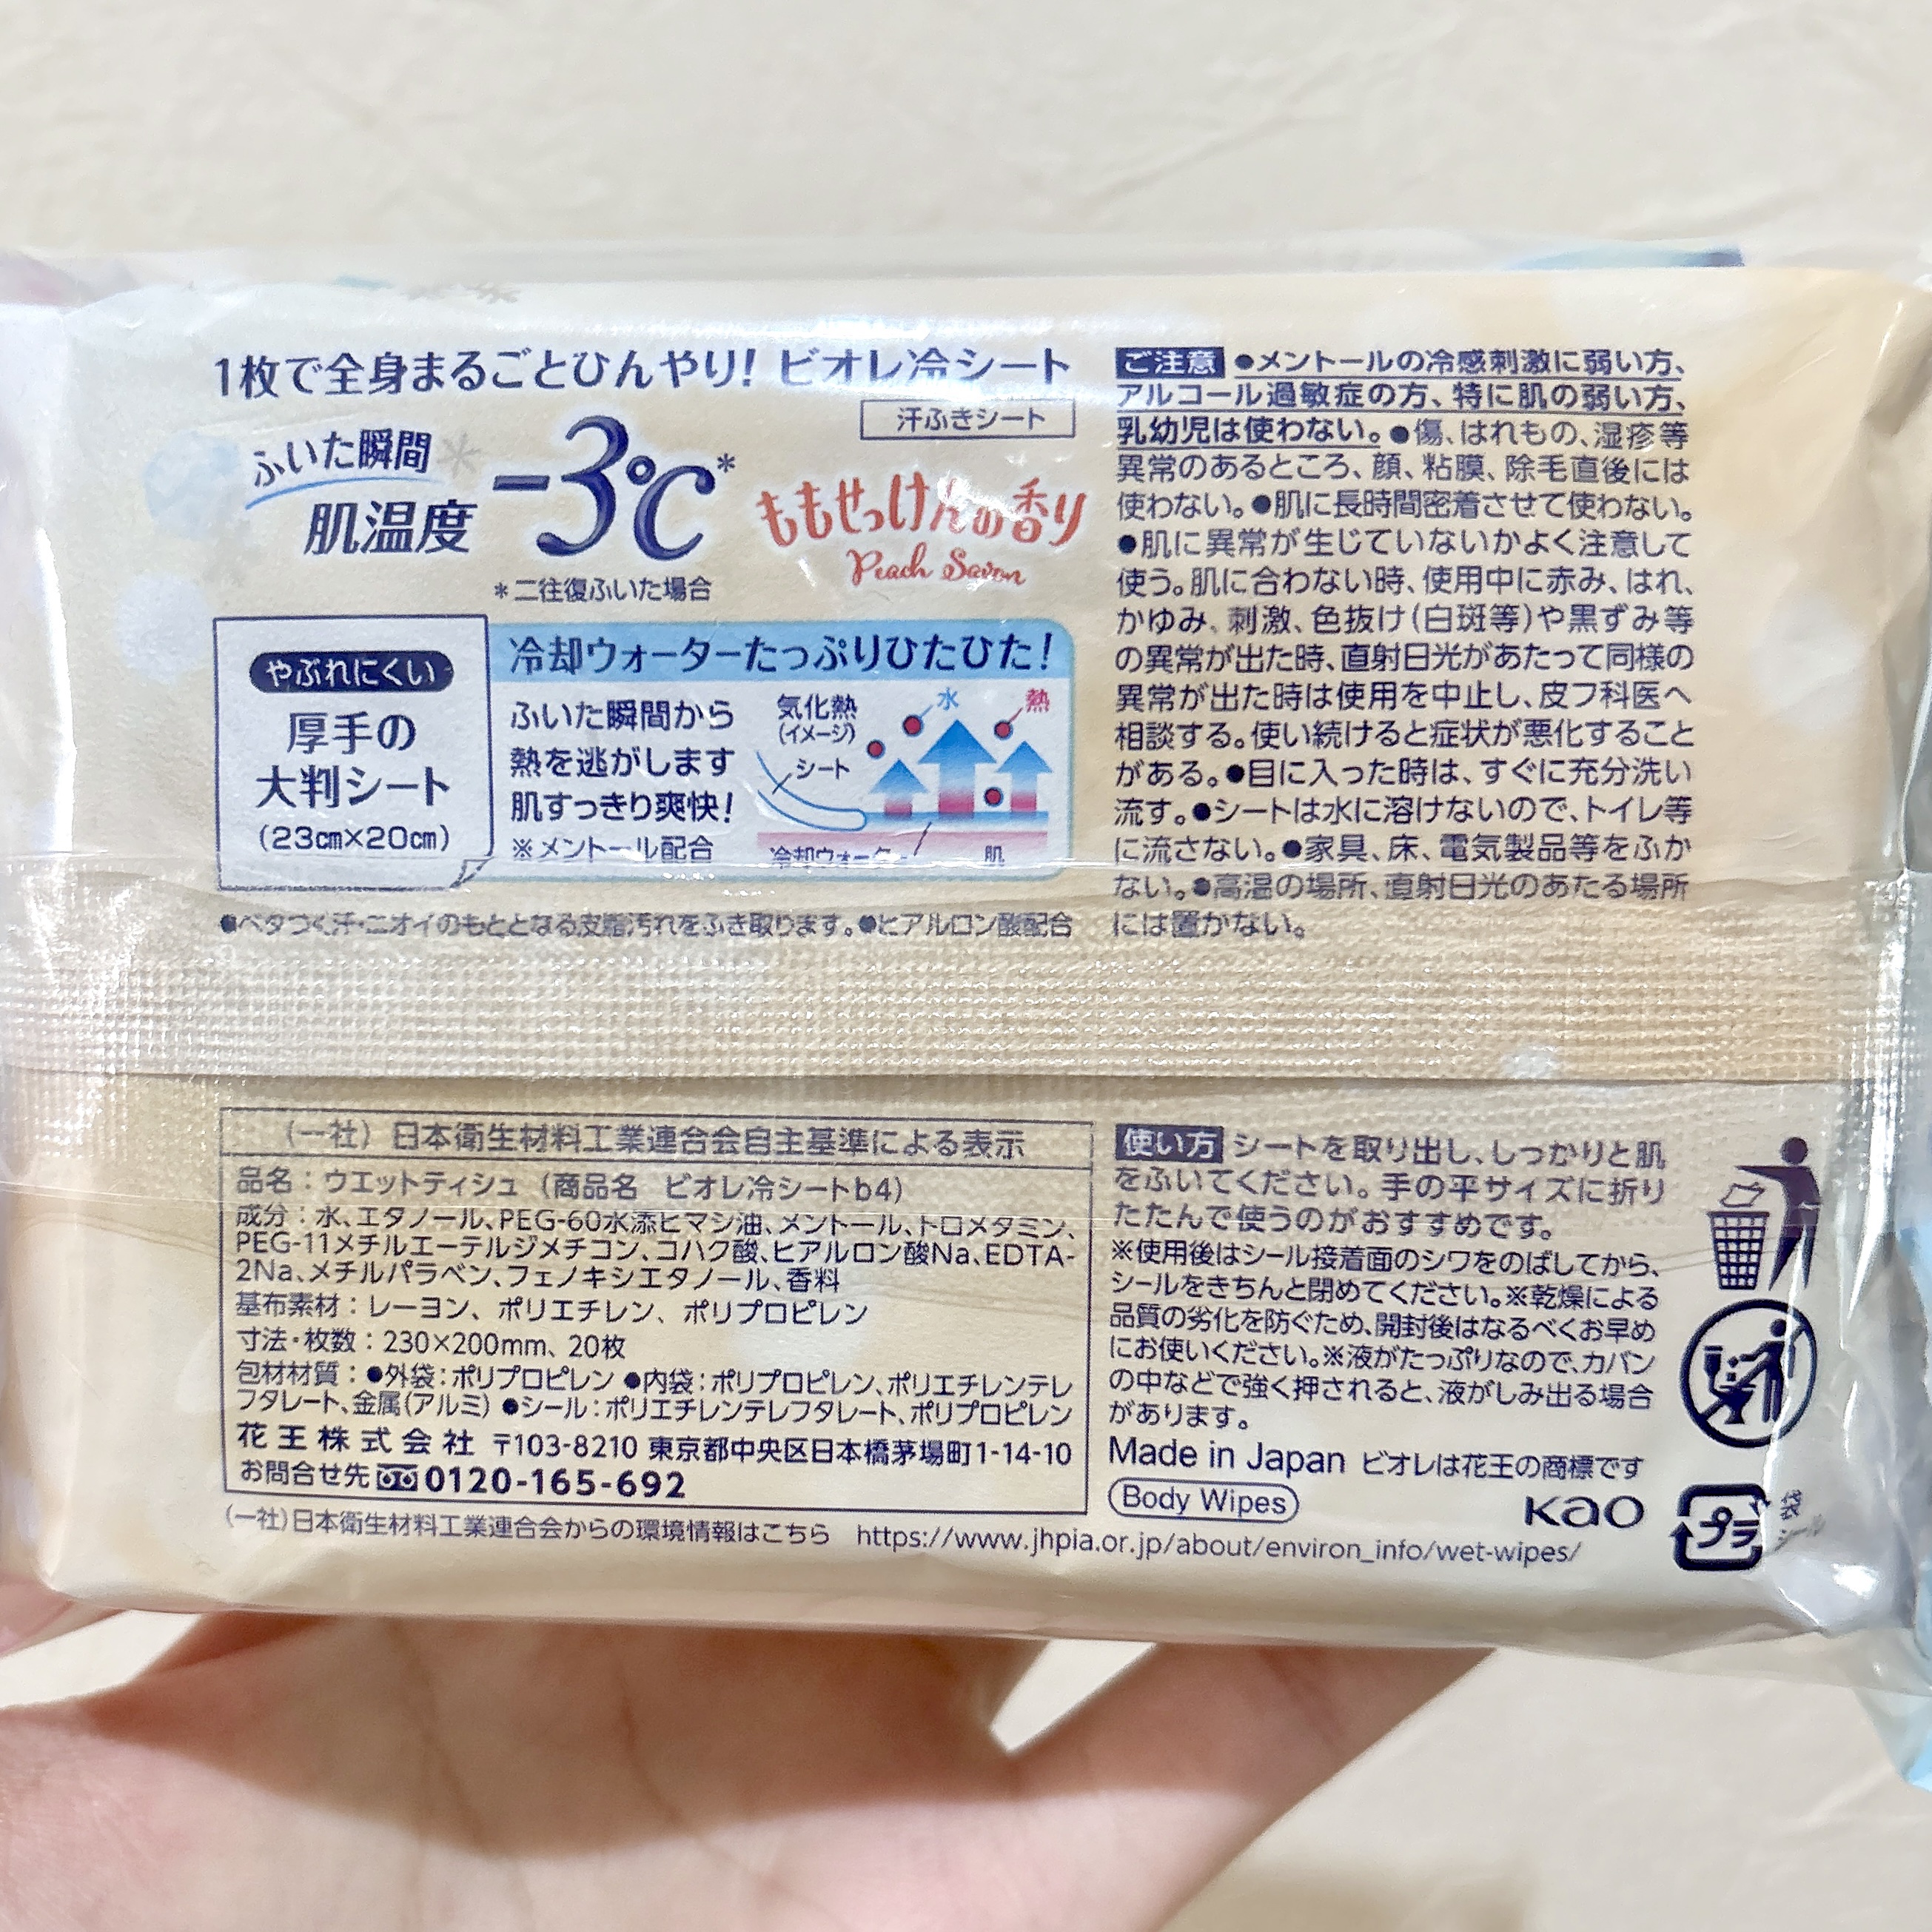 1枚で全身まるごとひんやり! ビオレ冷シート
汗ふきシート
ふいた瞬間
肌温度
-3℃*
*二往復ふいた場合
ももせっけんの香り
Peach Savon
やぶれにくい
厚手の
大判シート
(23cm×20cm)
冷却ウォーターたっぷりひたひた!
ふいた瞬間から
熱を逃がします
肌すっきり爽快!
※メントール配合
気化熱
(イメージ)
水
熱
シート
冷却ウォーター
肌
●ベタつく汗・ニオイのもととなる皮脂汚れをふき取ります。●ヒアルロン酸配合
ご注意 ●メントールの冷感刺激に弱い方、
アルコール過敏症の方、特に肌の弱い方、
乳幼児は使わない。●傷、はれもの、湿疹等
異常のあるところ、顔、粘膜、除毛直後には
使わない。●肌に長時間密着させて使わない。
●肌に異常が生じていないかよく注意して
使う。肌に合わない時、使用中に赤み、はれ、
かゆみ、刺激、色抜け(白斑等)や黒ずみ等
の異常が出た時、直射日光があたって同様の
異常が出た時は使用を中止し、皮フ科医へ
相談する。使い続けると症状が悪化すること
がある。●目に入った時は、すぐに充分洗い
流す。●シートは水に溶けないので、トイレ等
に流さない。●家具、床、電気製品等をふか
ない。●高温の場所、直射日光のあたる場所
には置かない。
(一社)日本衛生材料工業連合会自主基準による表示
品名:ウエットティシュ(商品名 ビオレ冷シートb4)
成分:水、エタノール、PEG-60水添ヒマシ油、メントール、トロメタミン、
PEG-11メチルエーテルジメチコン、コハク酸、ヒアルロン酸Na、EDTA-
2Na、メチルパラベン、フェノキシエタノール、香料
基布素材:レーヨン、ポリエチレン、ポリプロピレン
寸法・枚数:230×200mm、20枚
包材材質:●外袋:ポリプロピレン ●内袋:ポリプロピレン、ポリエチレンテレ
フタレート、金属(アルミ) ●シール:ポリエチレンテレフタレート、ポリプロピレン
花王株式会社 〒103-8210 東京都中央区日本橋茅場町1-14-10
お問合せ先 0120-165-692
(一社)日本衛生材料工業連合会からの環境情報はこちら https://www.jhpia.or.jp/about/environ_info/wet-wipes/
使い方 シートを取り出し、しっかりと肌
をふいてください。手の平サイズに折り
たたんで使うのがおすすめです。
※使用後はシール接着面のシワをのばしてから、
シールをきちんと閉めてください。※乾燥による
品質の劣化を防ぐため、開封後はなるべくお早め
にお使いください。※液がたっぷりなので、カバン
の中などで強く押されると、液がしみ出る場合
があります。
Made in Japan ビオレは花王の商標です
Body Wipes
Kao
プラ
袋
シール